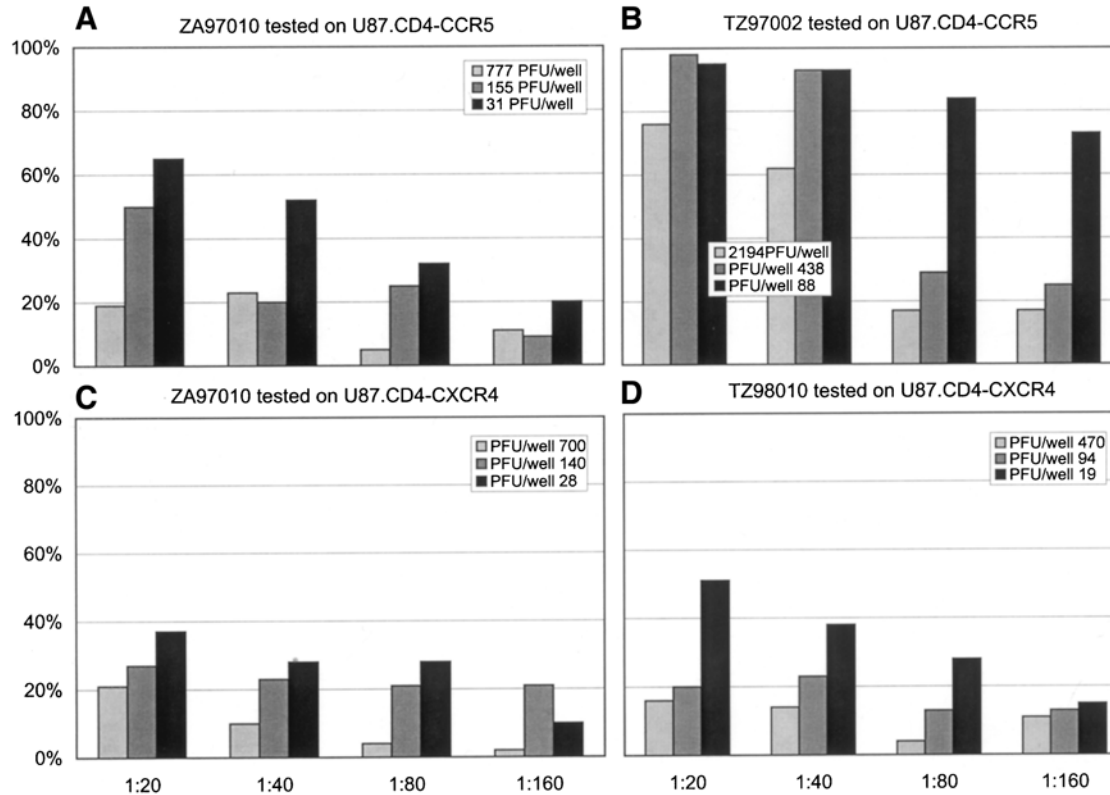 A
ZA97010 tested on U87.CD4-CCR5
777 PFU/well
155 PFU/well
31 PFU/well
100%
80%
60%
40%
20%
0%
B
TZ97002 tested on U87.CD4-CCR5
2194PFU/well
PFU/well 438
PFU/well 88
C
ZA97010 tested on U87.CD4-CXCR4
PFU/well 700
PFU/well 140
PFU/well 28
100%
80%
60%
40%
20%
0%
1:20 1:40 1:80 1:160
D
TZ98010 tested on U87.CD4-CXCR4
PFU/well 470
PFU/well 94
PFU/well 19
1:20 1:40 1:80 1:160